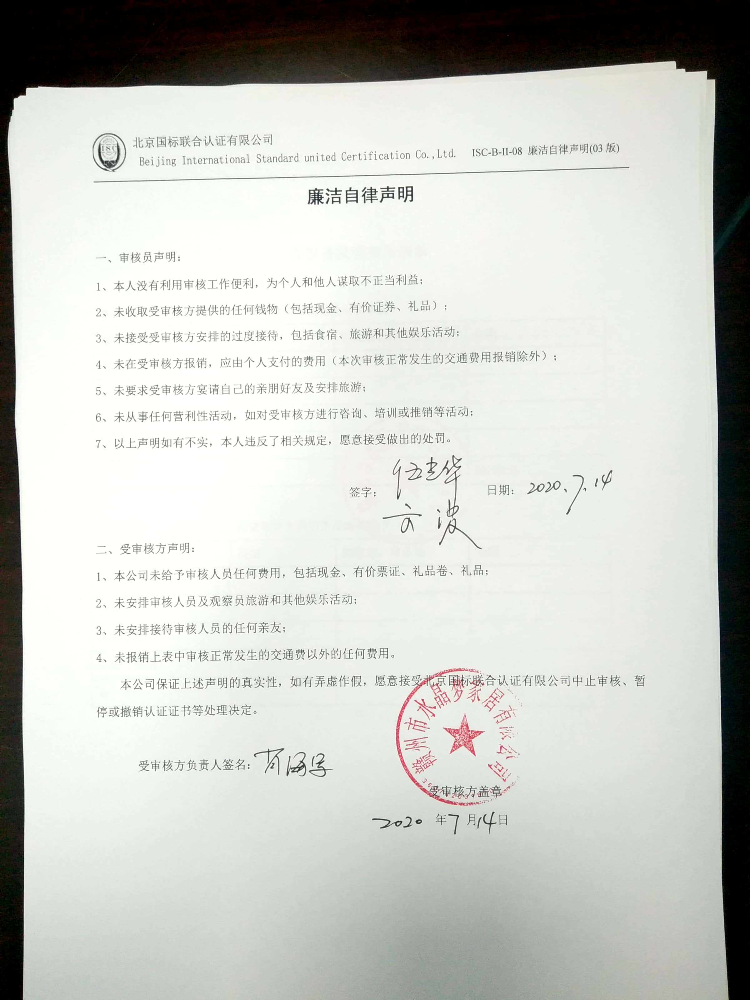 ISC
北京国标联合认证有限公司
Beijing International Standard united Certification Co.,Ltd. ISC-B-II-08 廉洁自律声明(03 版)
廉洁自律声明
一、审核员声明：
1、本人没有利用审核工作便利，为个人和他人谋取不正当利益；
2、未收取受审核方提供的任何钱物（包括现金、有价证券、礼品）；
3、未接受受审核方安排的过度接待，包括食宿、旅游和其他娱乐活动；
4、未在受审核方报销，应由个人支付的费用（本次审核正常发生的交通费用报销除外）；
5、未要求受审核方宴请自己的亲朋好友及安排旅游；
6、未从事任何营利性活动，如对受审核方进行咨询、培训或推销等活动；
7、以上声明如有不实，本人违反了相关规定，愿意接受做出的处罚。
签字： 伍光华 日期： 2020.7.14
方波
二、受审核方声明：
1、本公司未给予审核人员任何费用，包括现金、有价票证、礼品卷、礼品；
2、未安排审核人员及观察员旅游和其他娱乐活动；
3、未安排接待审核人员的任何亲友；
4、未报销上表中审核正常发生的交通费以外的任何费用。
本公司保证上述声明的真实性，如有弄虚作假，愿意接受北京国标联合认证有限公司中止审核、暂
停或撤销认证证书等处理决定。
赣州市水晶梦家居有限公司
受审核方负责人签名：
受审核方盖章
2020 年 7 月 14 日